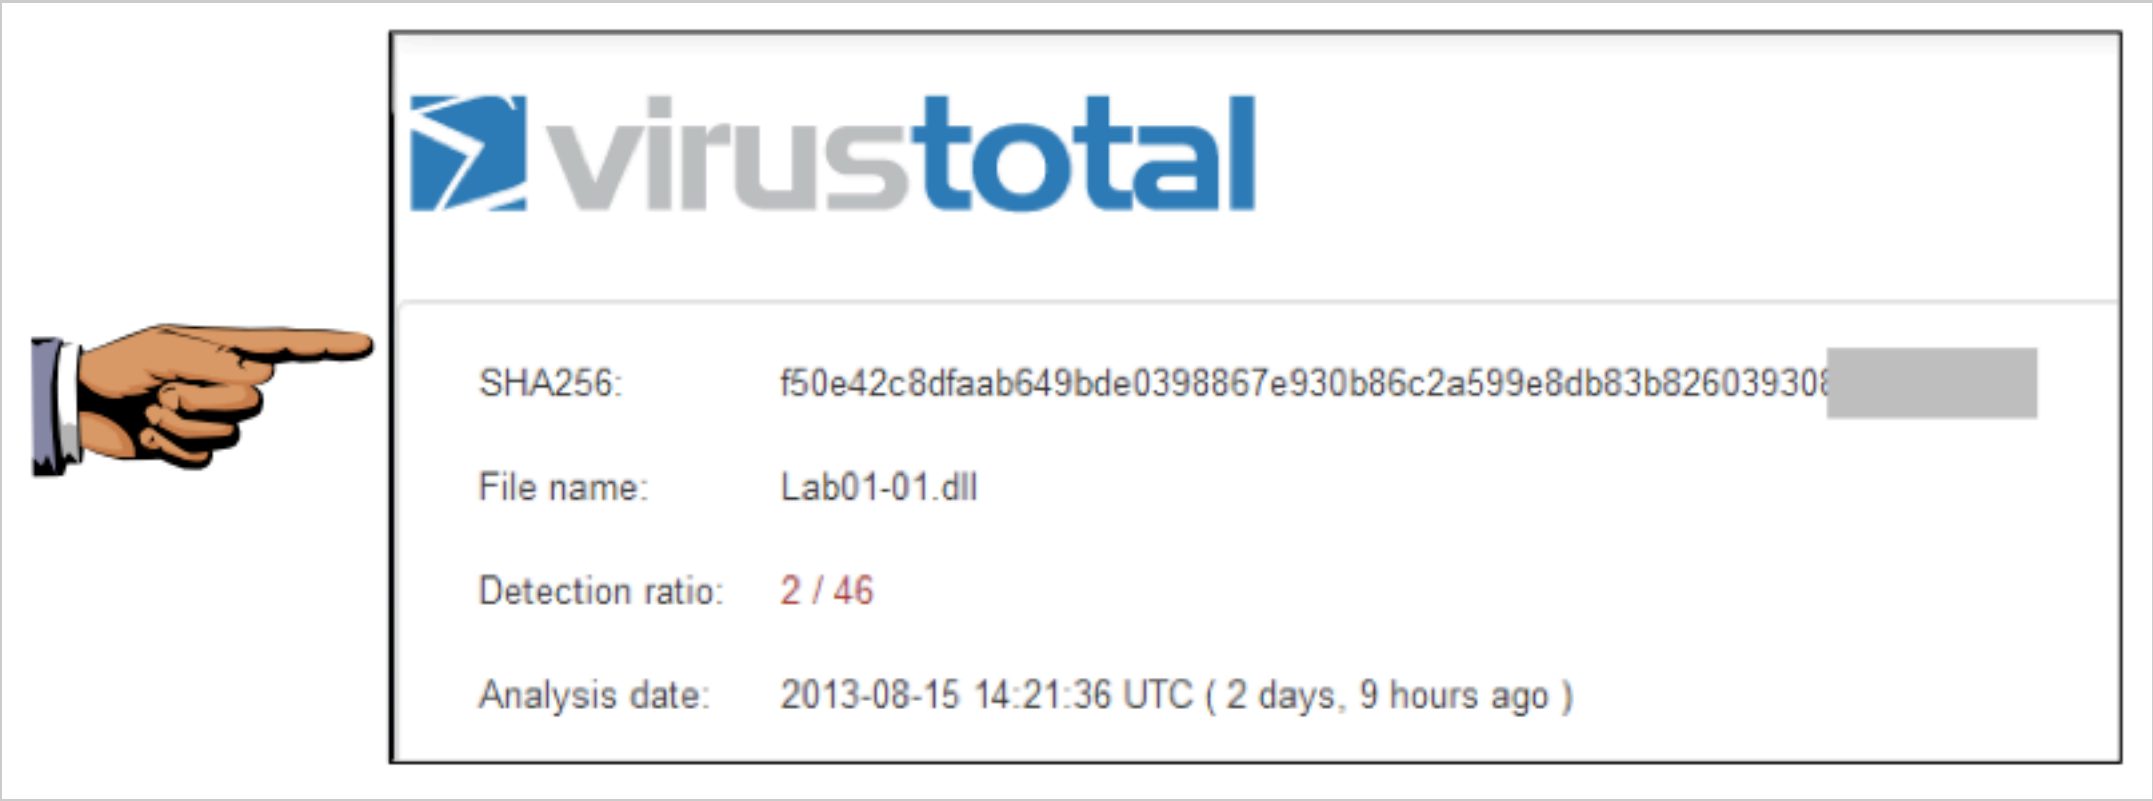 virustotal
SHA256: f50e42c8dfaab649bde0398867e930b86c2a599e8db83b826039308
File name: Lab01-01.dll
Detection ratio: 2 / 46
Analysis date: 2013-08-15 14:21:36 UTC ( 2 days, 9 hours ago )